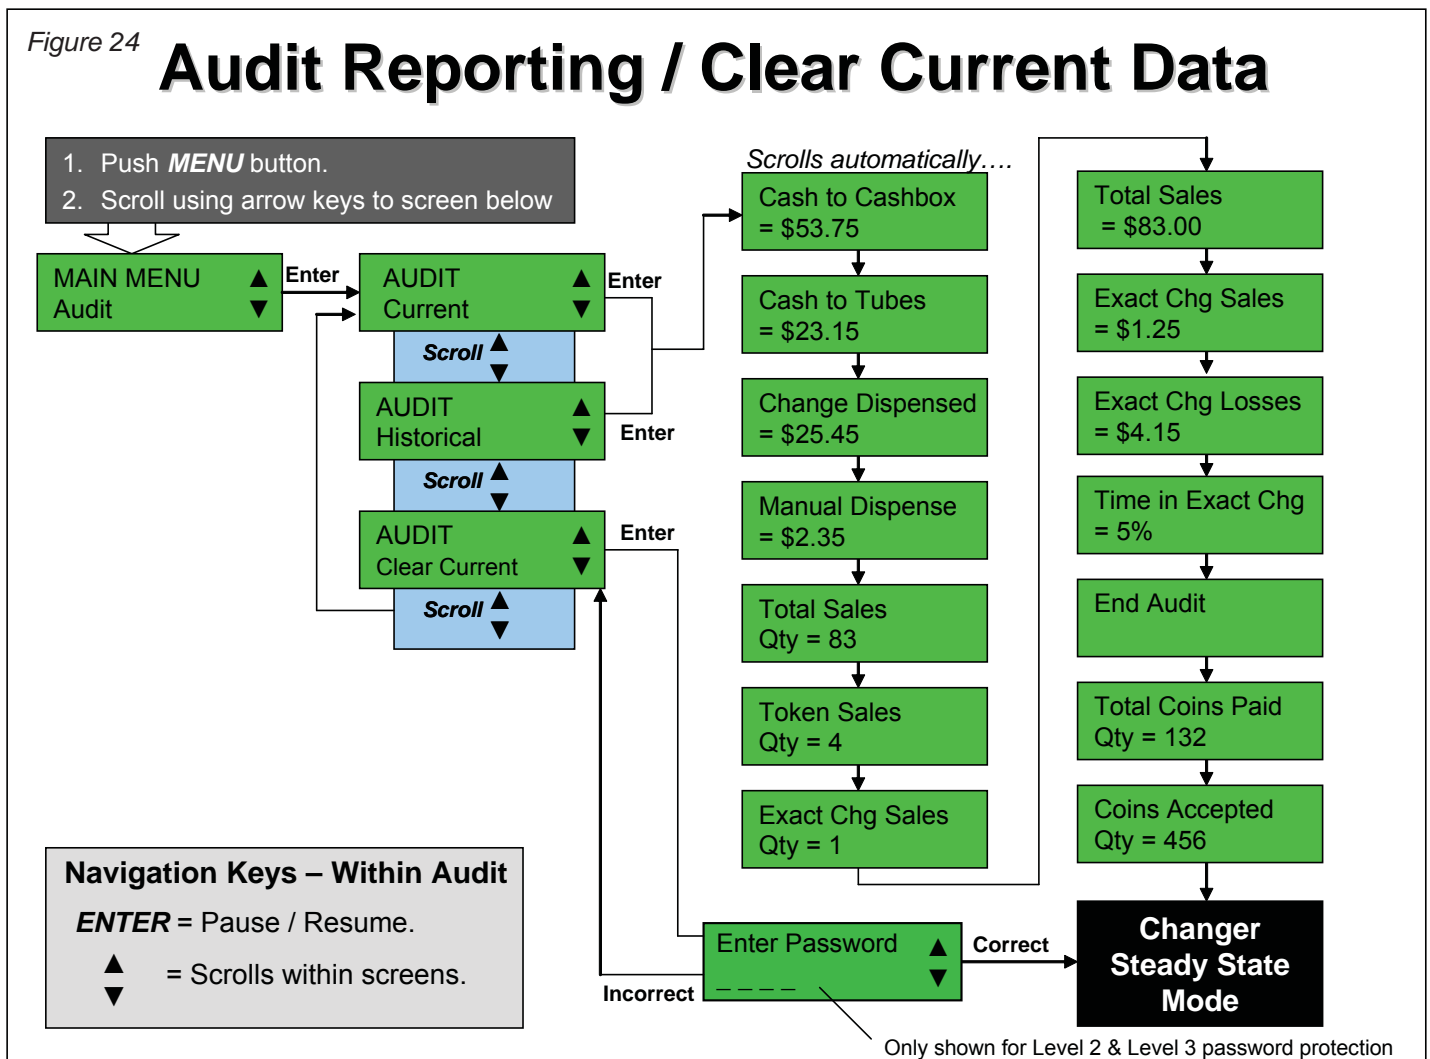 Figure 24
Audit Reporting / Clear Current Data
1. Push MENU button.
2. Scroll using arrow keys to screen below
MAIN MENU ▲
Audit ▼
Enter
AUDIT ▲
Current ▼
Enter
Scroll ▲
▼
AUDIT ▲
Historical ▼
Enter
Scroll ▲
▼
AUDIT ▲
Clear Current ▼
Enter
Scroll ▲
▼
Scrolls automatically….
Cash to Cashbox
= $53.75
Cash to Tubes
= $23.15
Change Dispensed
= $25.45
Manual Dispense
= $2.35
Total Sales
Qty = 83
Token Sales
Qty = 4
Exact Chg Sales
Qty = 1
Total Sales
= $83.00
Exact Chg Sales
= $1.25
Exact Chg Losses
= $4.15
Time in Exact Chg
= 5%
End Audit
Total Coins Paid
Qty = 132
Coins Accepted
Qty = 456
Changer
Steady State
Mode
Enter Password ▲
_ _ _ _ ▼
Correct
Incorrect
Only shown for Level 2 & Level 3 password protection
Navigation Keys – Within Audit
ENTER = Pause / Resume.
▲
▼ = Scrolls within screens.